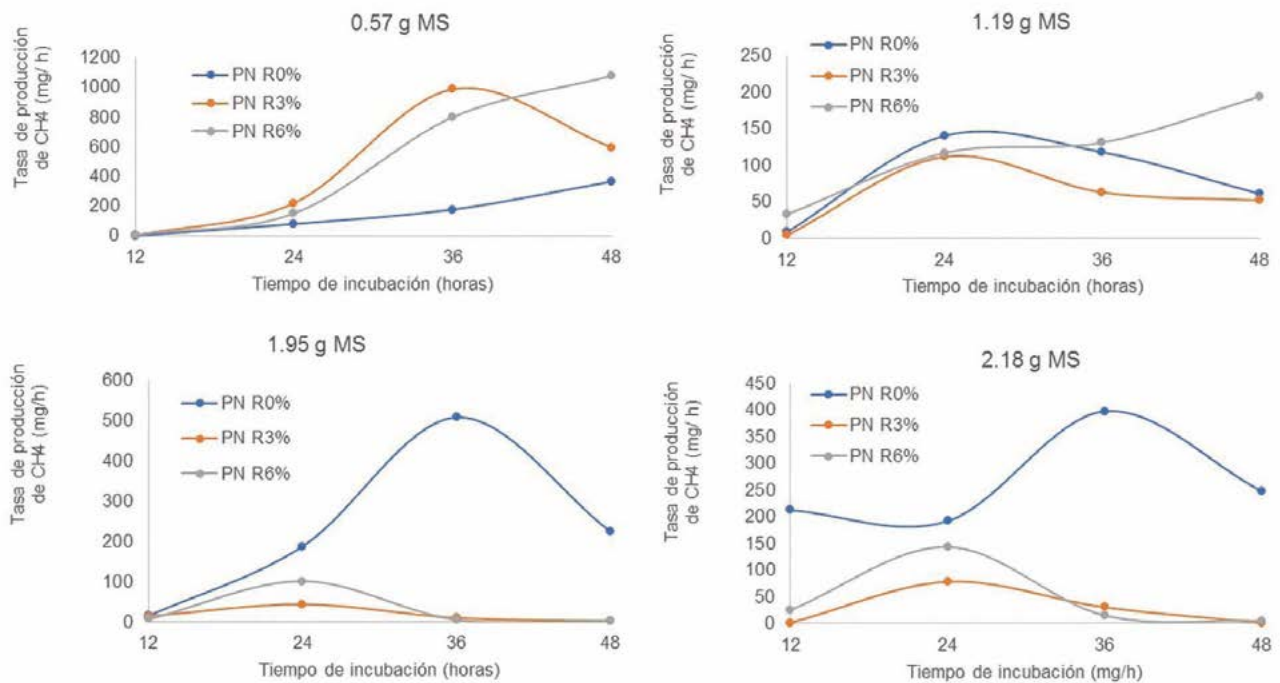 0.57 g MS
Tasa de producción
de CH4 (mg/ h)
1200
1000
800
600
400
200
0
PN R0%
PN R3%
PN R6%
12
24
36
48
Tiempo de incubación (horas)
1.19 g MS
Tasa de producción
de CH4 (mg/ h)
250
200
150
100
50
0
PN R0%
PN R3%
PN R6%
12
24
36
48
Tiempo de incubación (horas)
1.95 g MS
Tasa de producción
de CH4 (mg/h)
600
500
400
300
200
100
0
PN R0%
PN R3%
PN R6%
12
24
36
48
Tiempo de incubación (horas)
2.18 g MS
Tasa de producción
de CH4 (mg/ h)
450
400
350
300
250
200
150
100
50
0
PN R0%
PN R3%
PN R6%
12
24
36
48
Tiempo de incubación (mg/h)